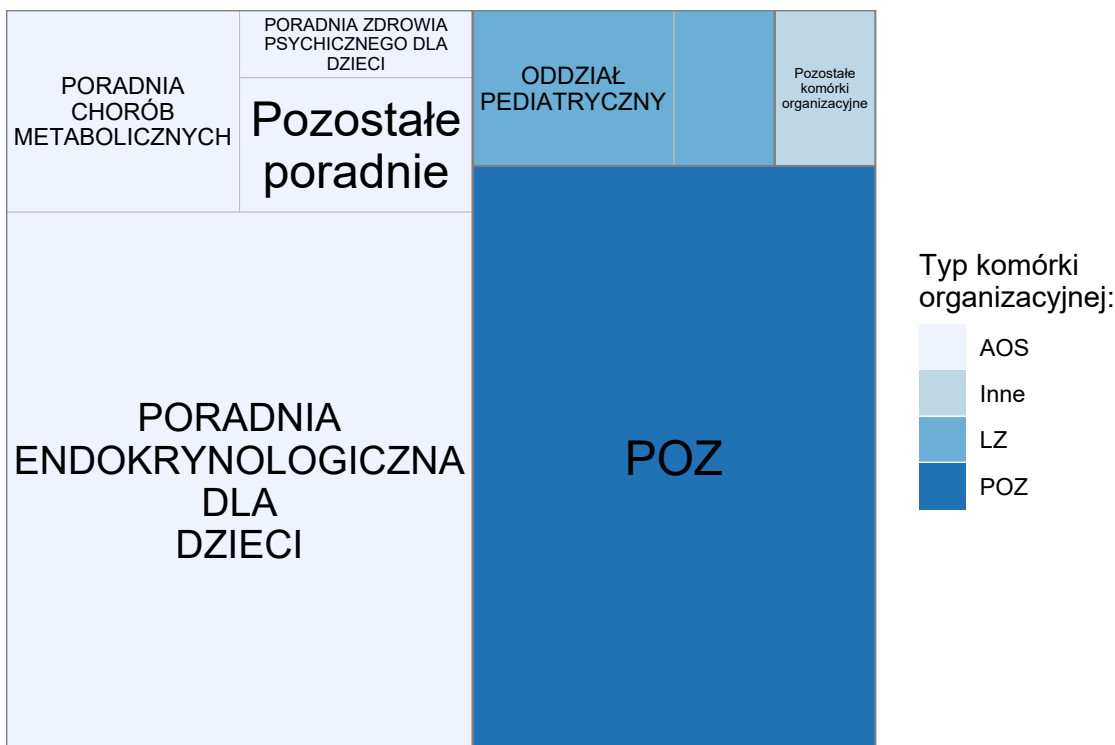 PORADNIA
CHORÓB
METABOLICZNYCH
PORADNIA ZDROWIA
PSYCHICZNEGO DLA
DZIECI
Pozostałe
poradnie
ODDZIAŁ
PEDIATRYCZNY
Pozostałe
komórki
organizacyjne
PORADNIA
ENDOKRYNOLOGICZNA
DLA
DZIECI
POZ
Typ komórki
organizacyjnej:
AOS
Inne
LZ
POZ